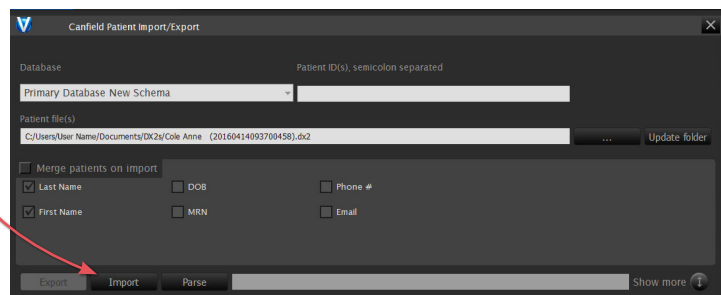 Canfield Patient Import/Export
Database Patient ID(s), semicolon separated
Primary Database New Schema
Patient file(s)
C:/Users/User Name/Documents/DX2s/Cole Anne (20160414093700458).dx2 ... Update folder
Merge patients on import
Last Name DOB Phone #
First Name MRN Email
Export Import Parse Show more